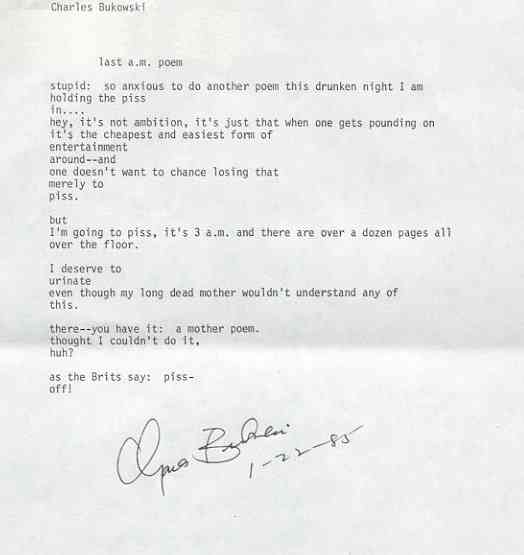 Charles Bukowski
last a.m. poem
stupid:  so anxious to do another poem this drunken night I am
holding the piss
in....
hey, it's not ambition, it's just that when one gets pounding on
it's the cheapest and easiest form of
entertainment
around--and
one doesn't want to chance losing that
merely to
piss.
but
I'm going to piss, it's 3 a.m. and there are over a dozen pages all
over the floor.
I deserve to
urinate
even though my long dead mother wouldn't understand any of
this.
there--you have it:  a mother poem.
thought I couldn't do it,
huh?
as the Brits say:  piss-
off!
1-22-85